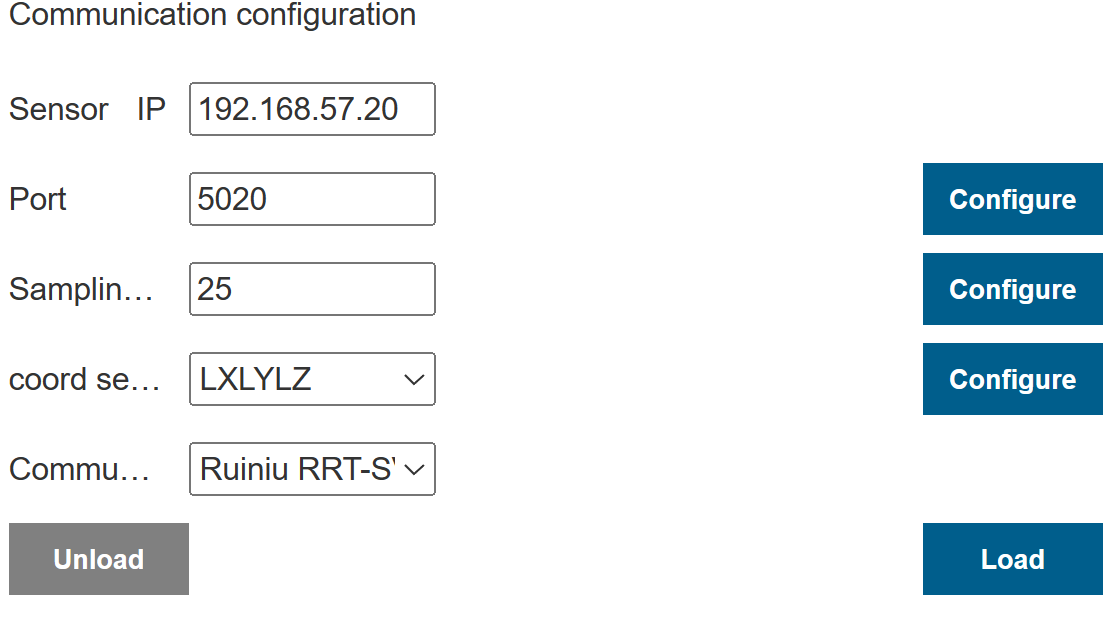 Communication configuration
Sensor IP 192.168.57.20
Port 5020 Configure
Samplin… 25 Configure
coord se… LXLYLZ Configure
Commu… Ruiniu RRT-S
Unload Load